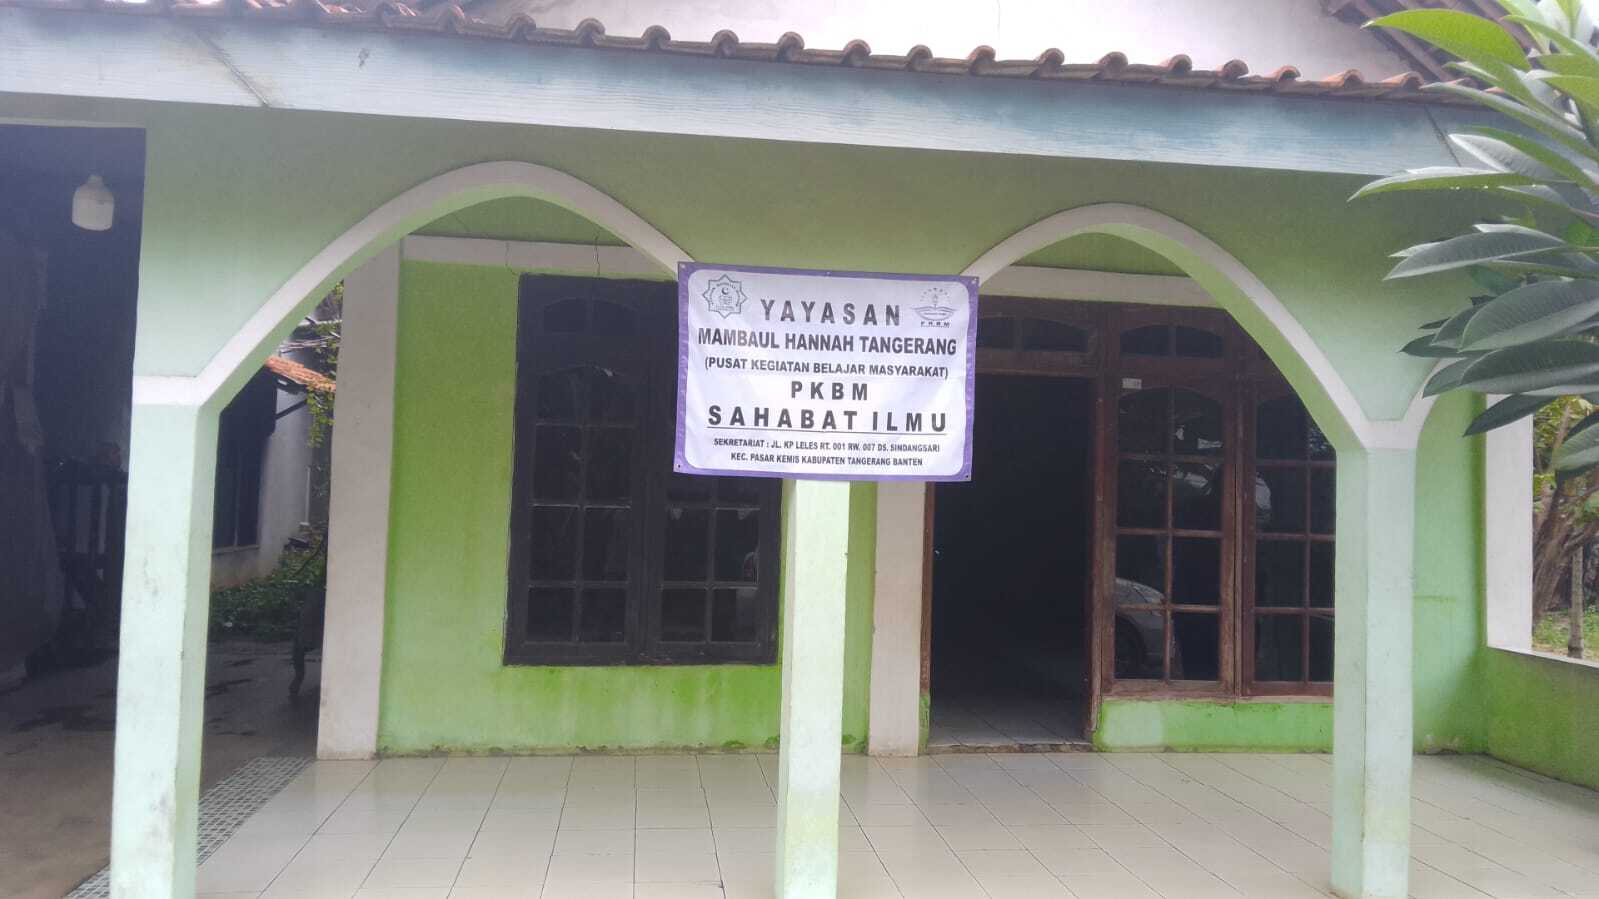 YAYASAN
MAMBAUL HANNAH TANGERANG
(PUSAT KEGIATAN BELAJAR MASYARAKAT)
PKBM
SAHABAT ILMU
SEKRETARIAT : JL. KP LELES RT. 001 RW. 007 DS. SINDANGSARI
KEC. PASAR KEMIS KABUPATEN TANGERANG BANTEN
PKBM